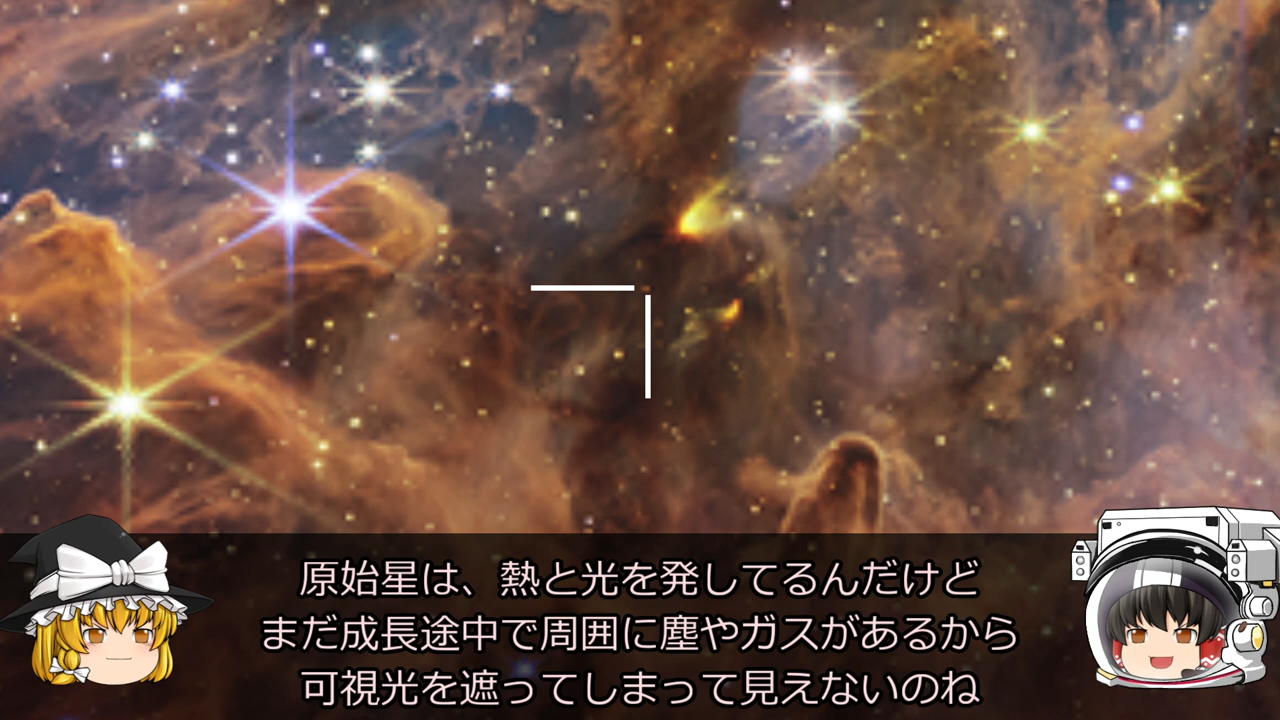 原始星は、熱と光を発してるんだけど
まだ成長途中で周囲に塵やガスがあるから
可視光を遮ってしまって見えないのね